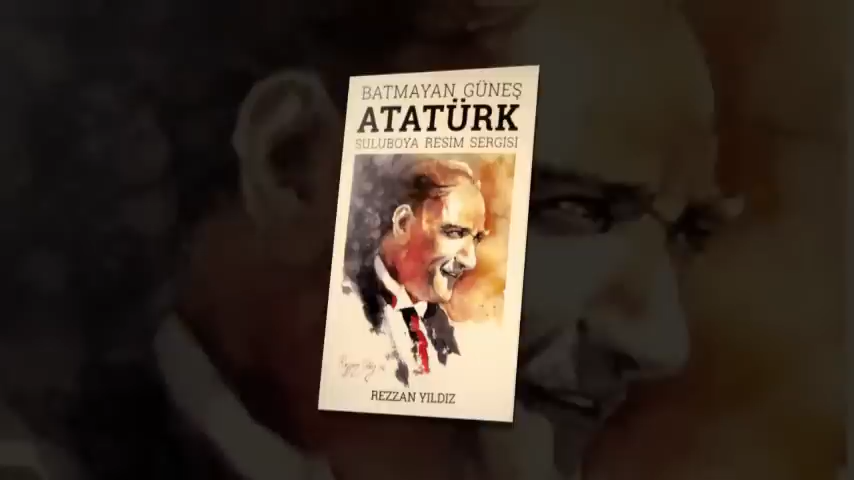 BATMAYAN GÜNEŞ
ATATÜRK
SULUBOYA RESİM SERGİSİ
REZZAN YILDIZ